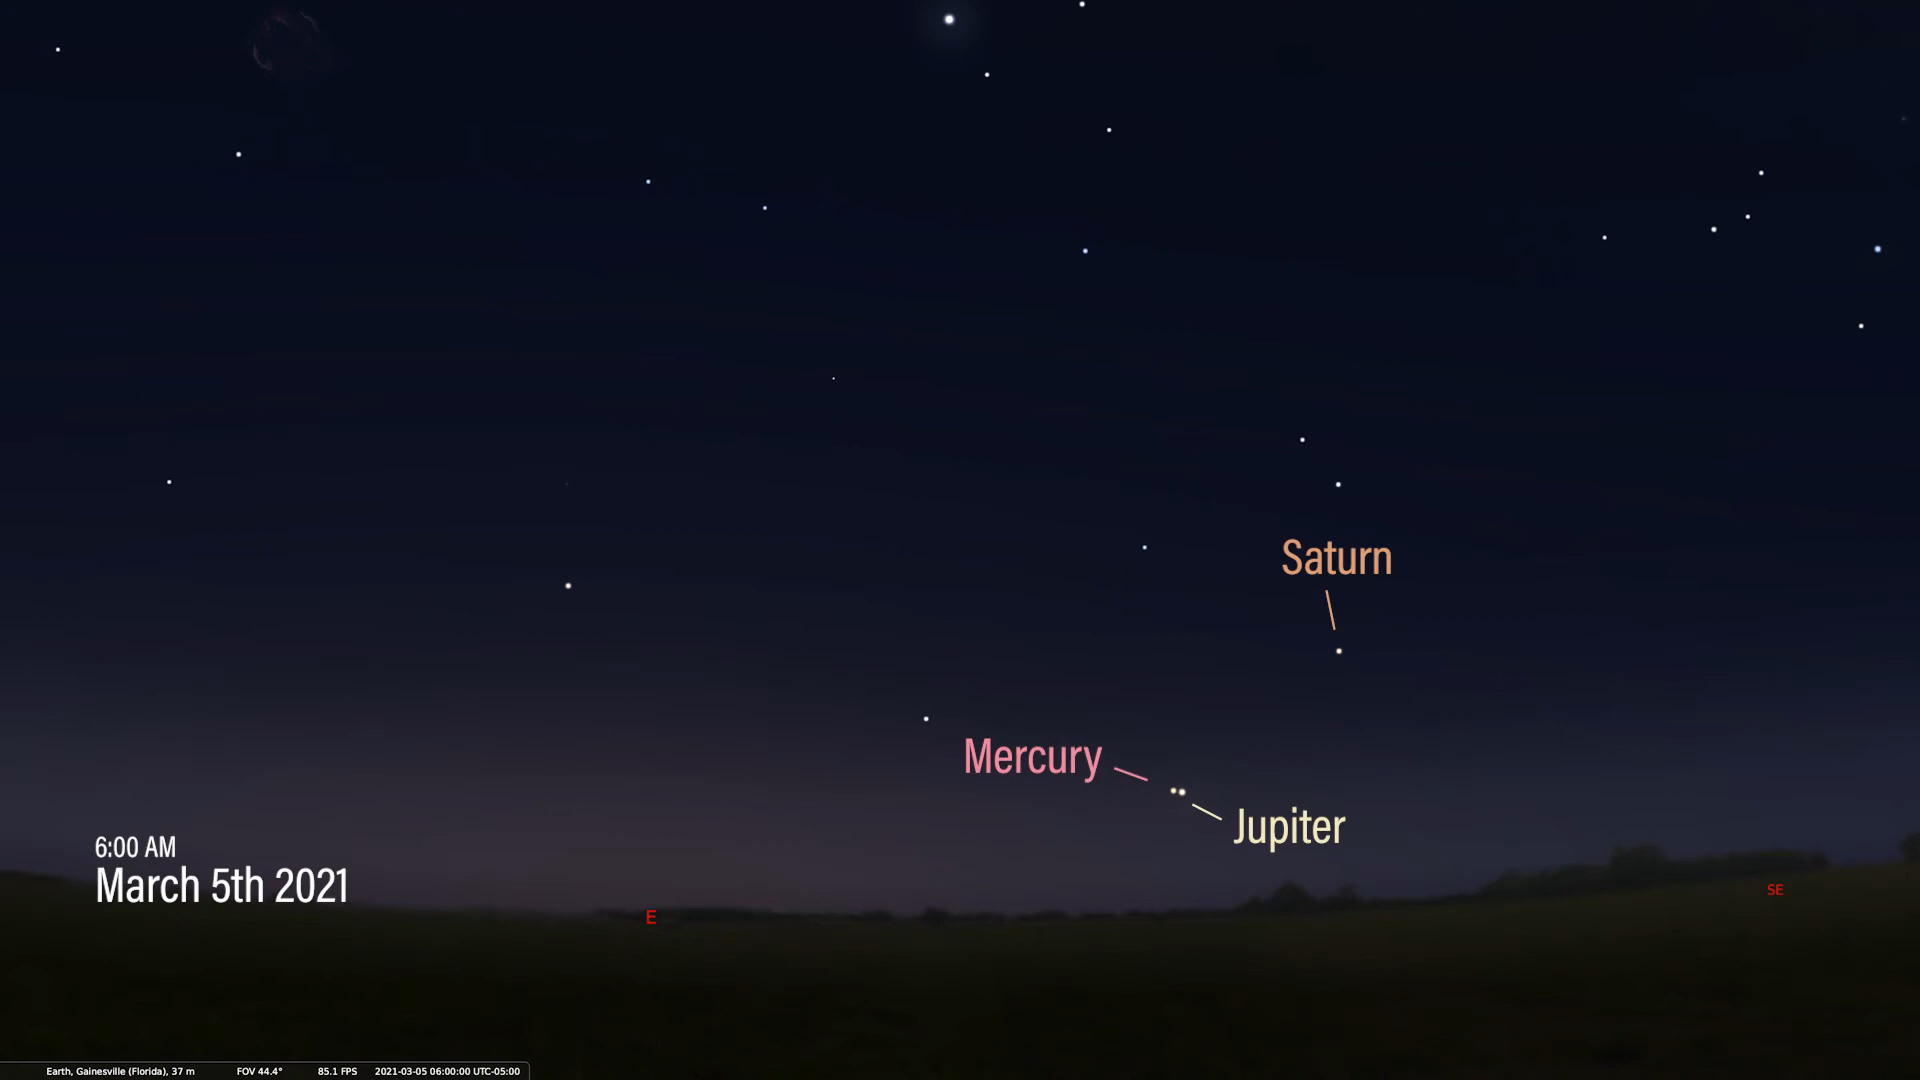 Saturn
Mercury
Jupiter
6:00 AM
March 5th 2021
E
SE
Earth, Gainesville (Florida), 37 m FOV 44.4° 85.1 FPS 2021-03-05 06:00:00 UTC-05:00